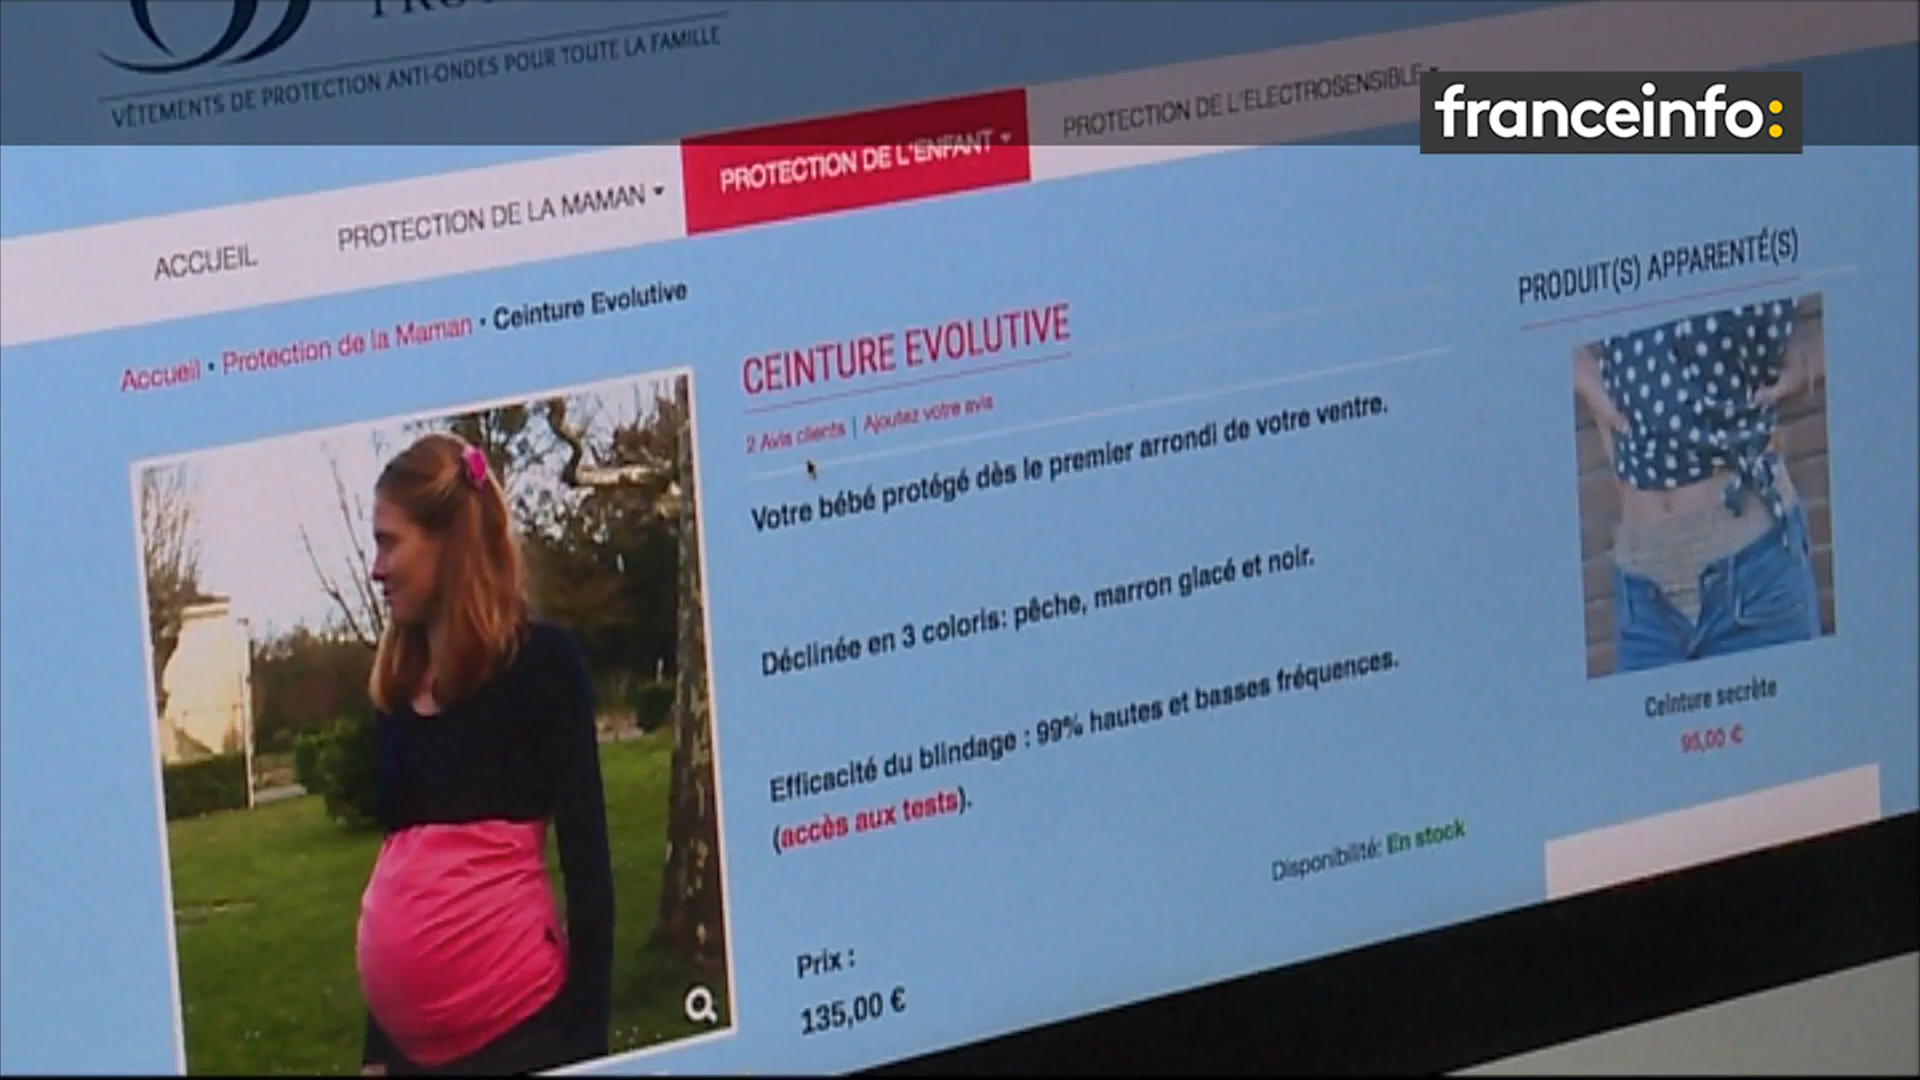 VÊTEMENTS DE PROTECTION ANTI-ONDES POUR TOUTE LA FAMILLE
franceinfo:
ACCUEIL
PROTECTION DE LA MAMAN
PROTECTION DE L'ENFANT
PROTECTION DE L'ELECTROSENSIBLE
Accueil • Protection de la Maman • Ceinture Evolutive
CEINTURE EVOLUTIVE
2 Avis clients | Ajoutez votre avis
Votre bébé protégé dès le premier arrondi de votre ventre.
Déclinée en 3 coloris: pêche, marron glacé et noir.
Efficacité du blindage : 99% hautes et basses fréquences.
(accès aux tests).
Disponibilité: En stock
Prix :
135,00 €
PRODUIT(S) APPARENTÉ(S)
Ceinture secrète
95,00 €